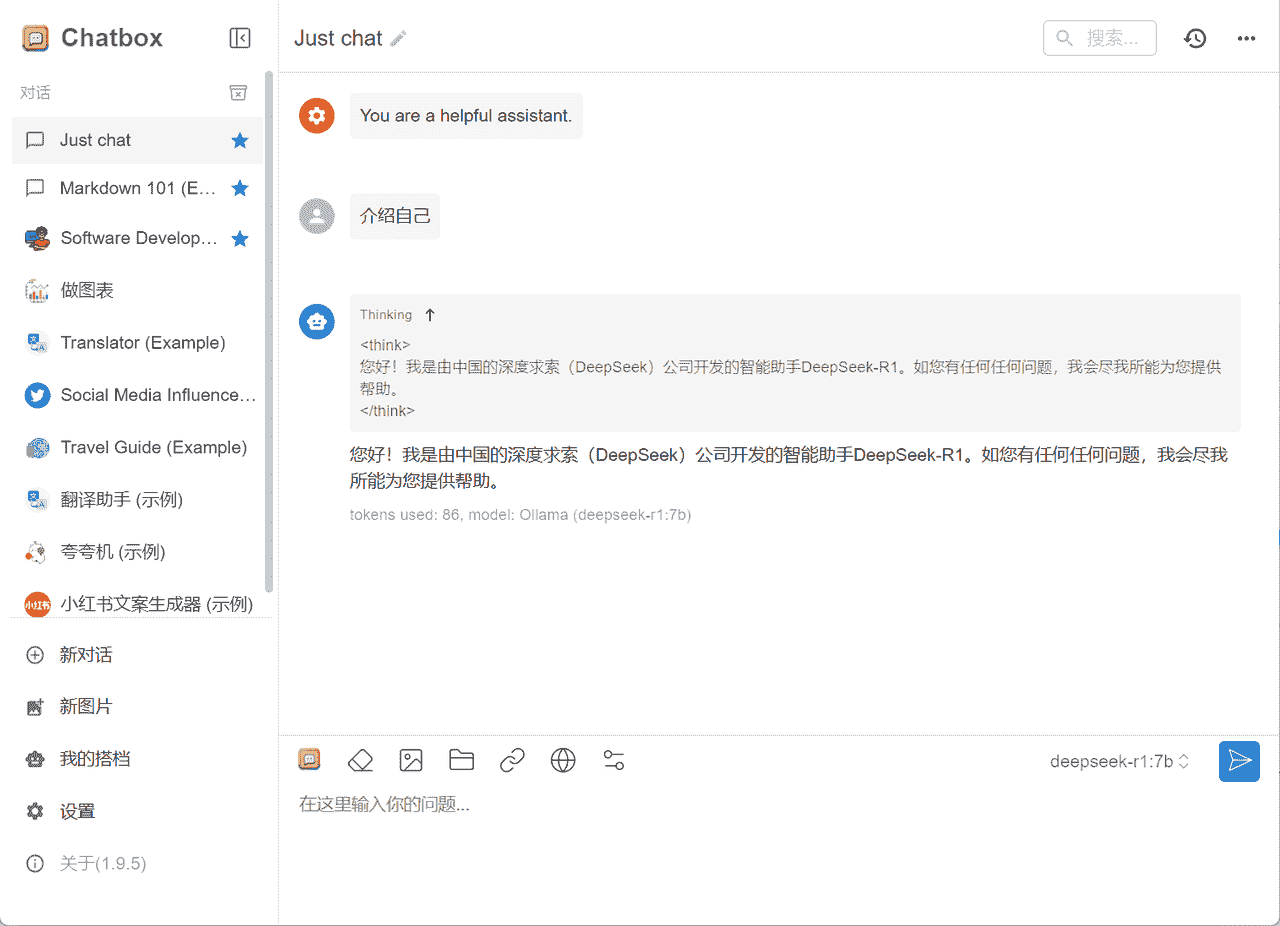 Chatbox
对话
Just chat
Markdown 101 (E...
Software Develop...
做图表
Translator (Example)
Social Media Influence...
Travel Guide (Example)
翻译助手 (示例)
夸夸机 (示例)
小红书
小红书文案生成器 (示例)
新对话
新图片
我的搭档
设置
关于(1.9.5)
Just chat
搜索...
You are a helpful assistant.
介绍自己
Thinking
<think>
您好！我是由中国的深度求索（DeepSeek）公司开发的智能助手DeepSeek-R1。如您有任何任何问题，我会尽我所能为您提供
帮助。
</think>
您好！我是由中国的深度求索（DeepSeek）公司开发的智能助手DeepSeek-R1。如您有任何任何问题，我会尽我
所能为您提供帮助。
tokens used: 86, model: Ollama (deepseek-r1:7b)
deepseek-r1:7b
在这里输入你的问题...